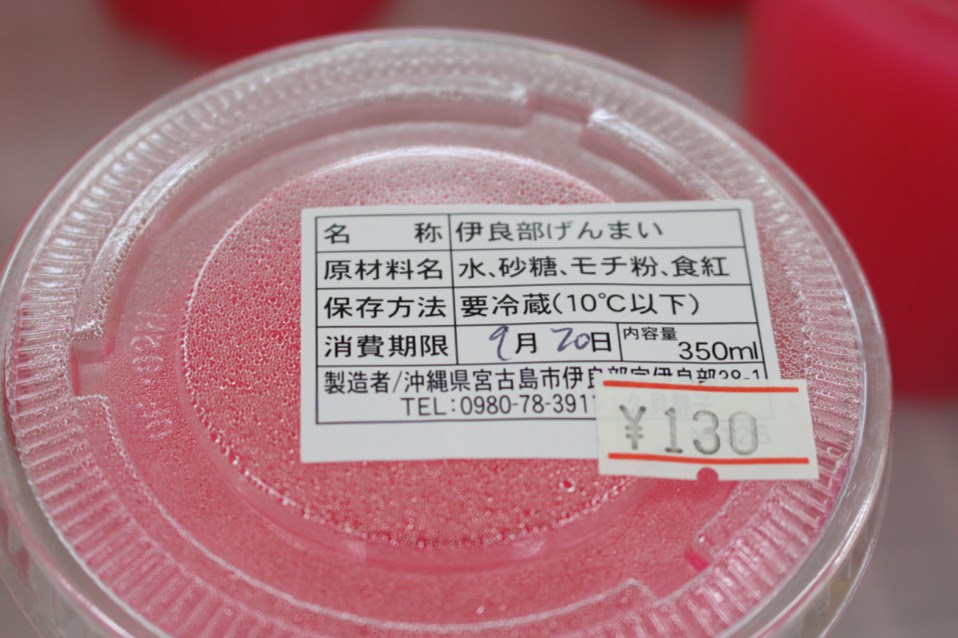 名 称 伊良部げんまい
原材料名 水、砂糖、モチ粉、食紅
保存方法 要冷蔵(10℃以下)
消費期限 9月20日 内容量 350ml
製造者/沖縄県宮古島市伊良部字伊良部38-1
TEL:0980-78-391
¥130